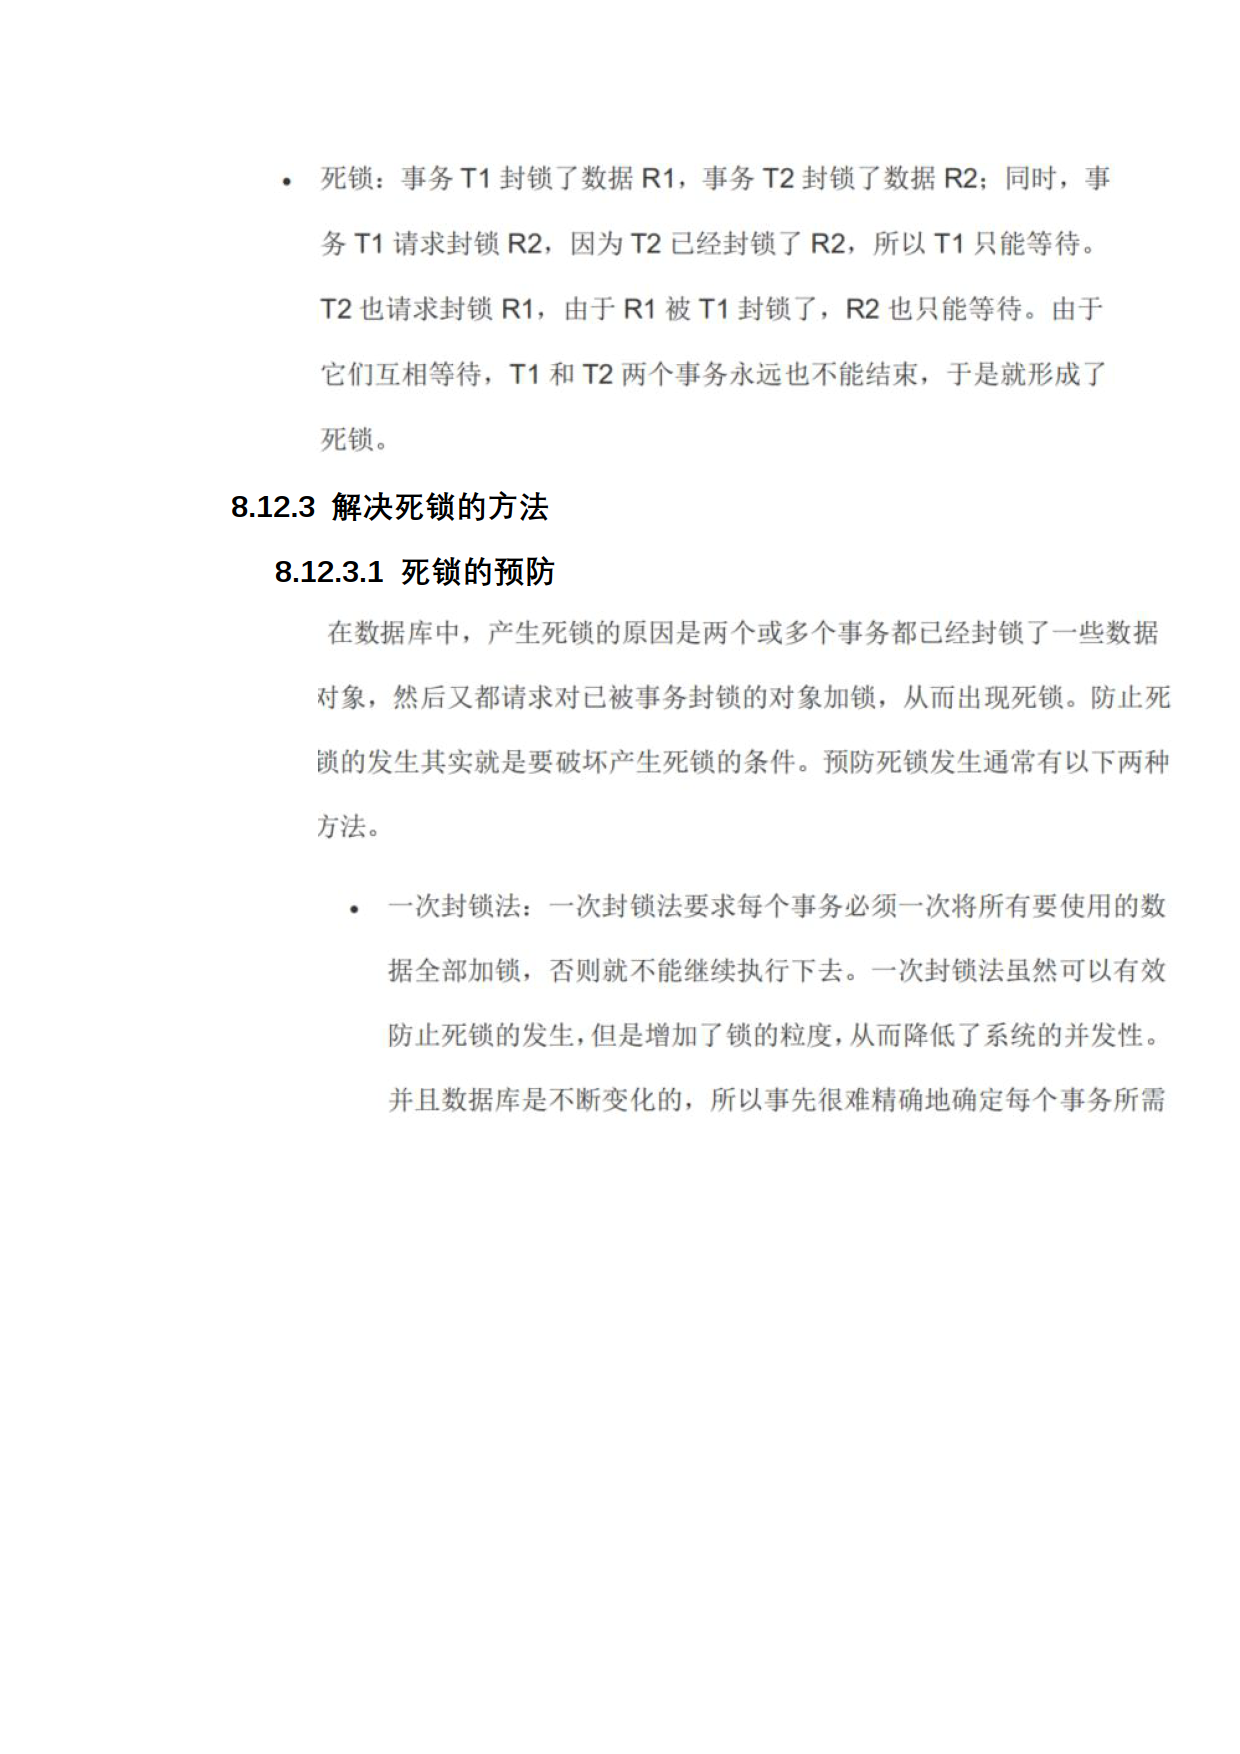 • 死锁：事务 T1 封锁了数据 R1，事务 T2 封锁了数据 R2；同时，事
务 T1 请求封锁 R2，因为 T2 已经封锁了 R2，所以 T1 只能等待。
T2 也请求封锁 R1，由于 R1 被 T1 封锁了，R2 也只能等待。由于
它们互相等待，T1 和 T2 两个事务永远也不能结束，于是就形成了
死锁。
8.12.3 解决死锁的方法
8.12.3.1 死锁的预防
在数据库中，产生死锁的原因是两个或多个事务都已经封锁了一些数据
对象，然后又都请求对已被事务封锁的对象加锁，从而出现死锁。防止死
锁的发生其实就是要破坏产生死锁的条件。预防死锁发生通常有以下两种
方法。
• 一次封锁法：一次封锁法要求每个事务必须一次将所有要使用的数
据全部加锁，否则就不能继续执行下去。一次封锁法虽然可以有效
防止死锁的发生，但是增加了锁的粒度，从而降低了系统的并发性。
并且数据库是不断变化的，所以事先很难精确地确定每个事务所需